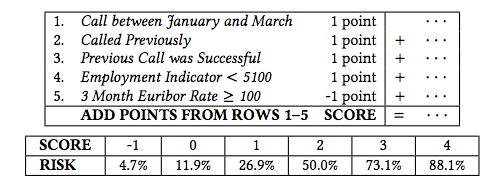 1. Call between January and March 1 point ···
2. Called Previously 1 point + ···
3. Previous Call was Successful 1 point + ···
4. Employment Indicator < 5100 1 point + ···
5. 3 Month Euribor Rate ≥ 100 -1 point + ···
ADD POINTS FROM ROWS 1–5 SCORE = ···
SCORE -1 0 1 2 3 4
RISK 4.7% 11.9% 26.9% 50.0% 73.1% 88.1%